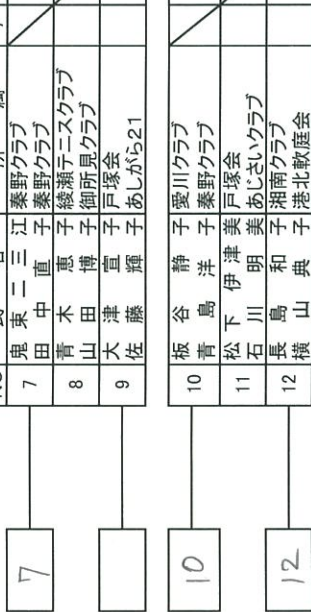 NO 氏名 所属
7 鬼東二三江 秦野クラブ
田中直子 秦野クラブ
8 青木恵子 綾瀬テニスクラブ
山田博子 御所見クラブ
9 大津宣子 戸塚会
佐藤輝子 あしがら21
10 板谷静子 愛川クラブ
青島洋子 秦野クラブ
11 松下伊津美 戸塚会
石川明美 あじさいクラブ
12 長島和子 湘南クラブ
横山典子 港北軟庭会
7
10
12